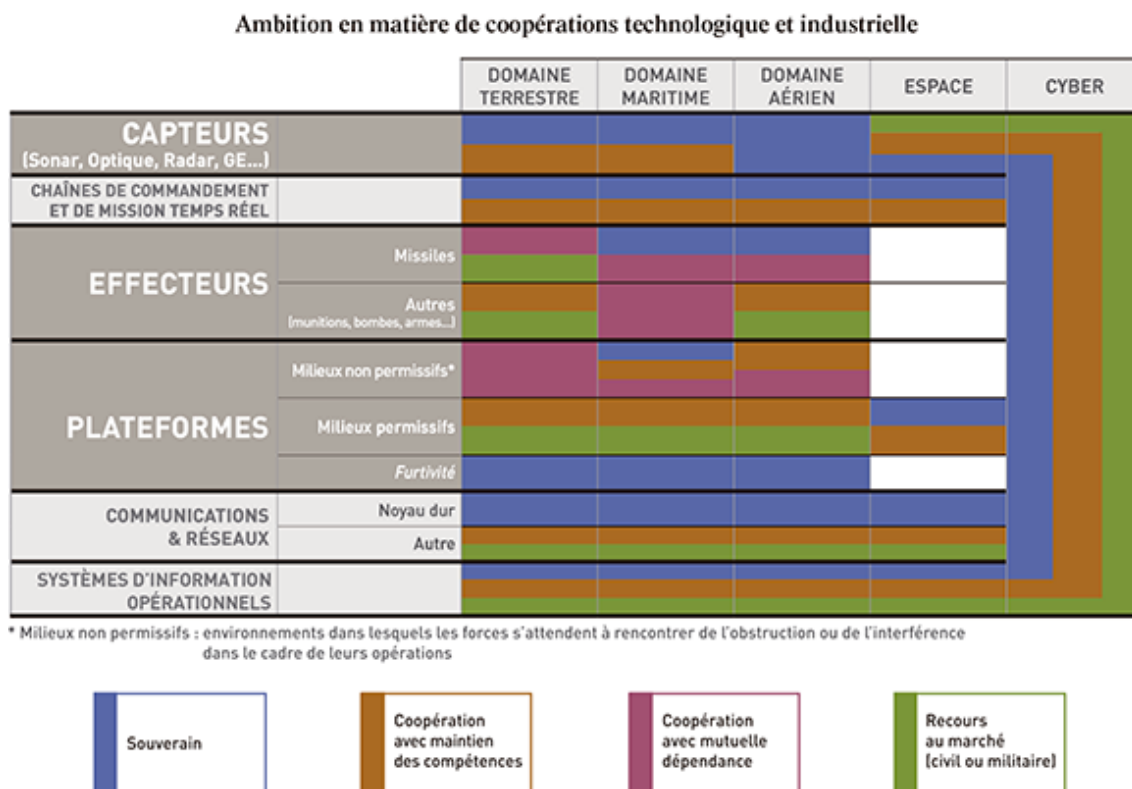 Ambition en matière de coopérations technologique et industrielle
DOMAINE
TERRESTRE
DOMAINE
MARITIME
DOMAINE
AÉRIEN
ESPACE
CYBER
CAPTEURS
(Sonar, Optique, Radar, GE...)
CHAÎNES DE COMMANDEMENT
ET DE MISSION TEMPS RÉEL
EFFECTEURS
Missiles
Autres
(munitions, bombes, armes...)
PLATEFORMES
Milieux non permissifs*
Milieux permissifs
Furtivité
COMMUNICATIONS
& RÉSEAUX
Noyau dur
Autre
SYSTÈMES D'INFORMATION
OPÉRATIONNELS
* Milieux non permissifs : environnements dans lesquels les forces s'attendent à rencontrer de l'obstruction ou de l'interférence
dans le cadre de leurs opérations
Souverain
Coopération
avec maintien
des compétences
Coopération
avec mutuelle
dépendance
Recours
au marché
(civil ou militaire)